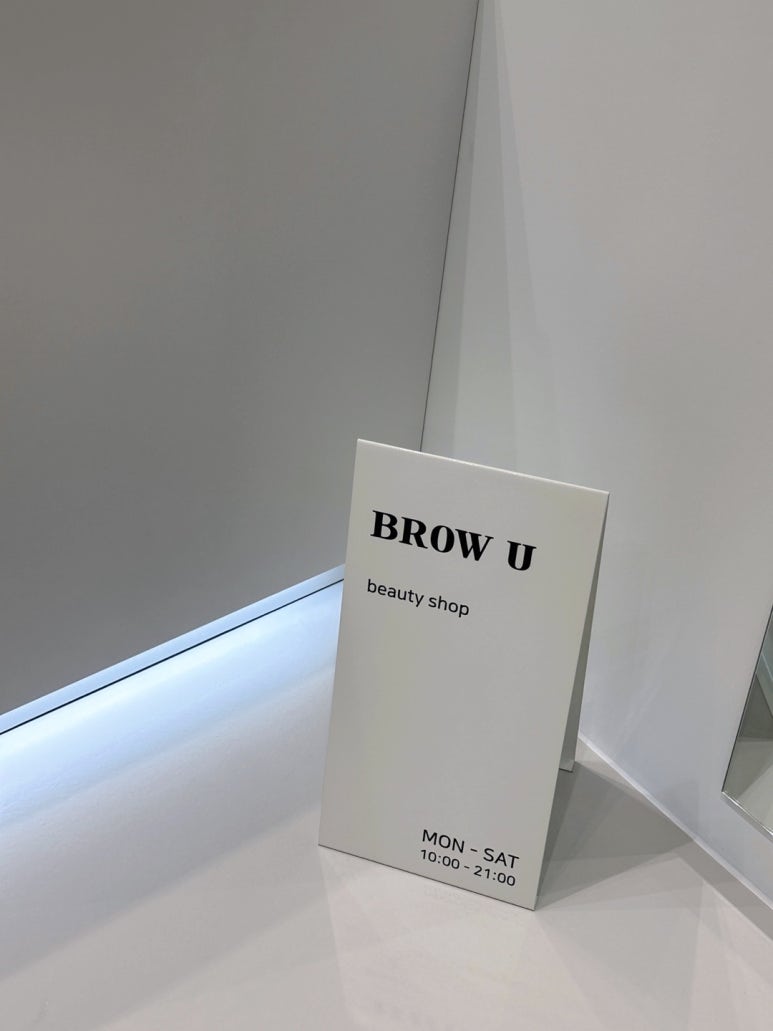 BROW U
beauty shop
MON - SAT
10:00 - 21:00